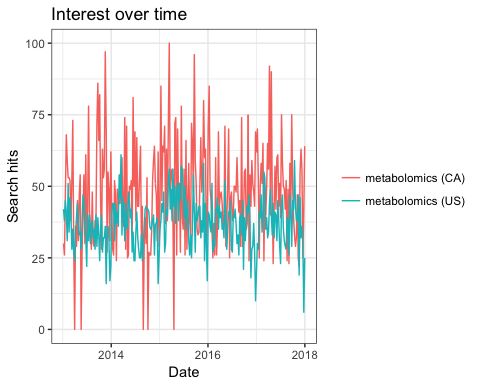 Interest over time
100
75
50
25
0
Search hits
2014
2016
2018
Date
metabolomics (CA)
metabolomics (US)